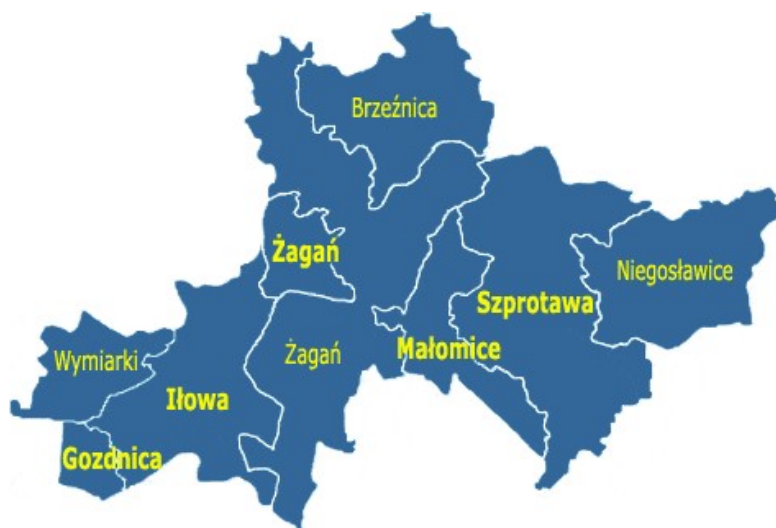 Brzeźnica
Żagań
Niegosławice
Szprotawa
Małomice
Żagań
Wymiarki
Iłowa
Gozdnica